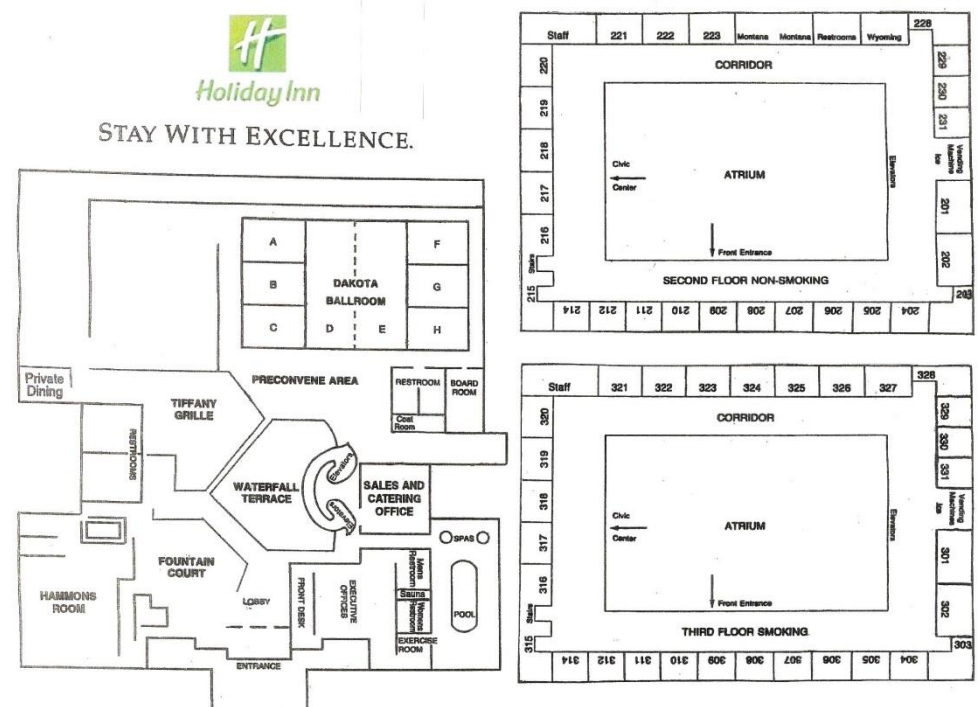 H
Holiday Inn
STAY WITH EXCELLENCE.
A
B
C
DAKOTA
BALLROOM
D
E
F
G
H
PRECONVENE AREA
RESTROOM
BOARD
ROOM
Coat
Room
Private
Dining
TIFFANY
GRILLE
RESTROOMS
WATERFALL
TERRACE
Elevators
Elevators
SALES AND
CATERING
OFFICE
SPAS
POOL
FOUNTAIN
COURT
HAMMONS
ROOM
LOBBY
FRONT DESK
EXECUTIVE
OFFICES
Mens
Restroom
Sauna
Womens
Restroom
EXERCISE
ROOM
ENTRANCE
Staff
221
222
223
Montana
Montana
Restrooms
Wyoming
228
220
219
218
217
216
Stairs
215
CORRIDOR
229
230
231
Vending
Machine
Ice
201
202
203
Civic
Center
ATRIUM
Elevators
Front Entrance
SECOND FLOOR NON-SMOKING
214
212
211
210
209
208
207
206
205
204
Staff
321
322
323
324
325
326
327
328
320
319
318
317
316
Stairs
315
CORRIDOR
329
330
331
Vending
Machines
Ice
301
302
303
Civic
Center
ATRIUM
Elevators
Front Entrance
THIRD FLOOR SMOKING
314
312
311
310
309
308
307
306
305
304